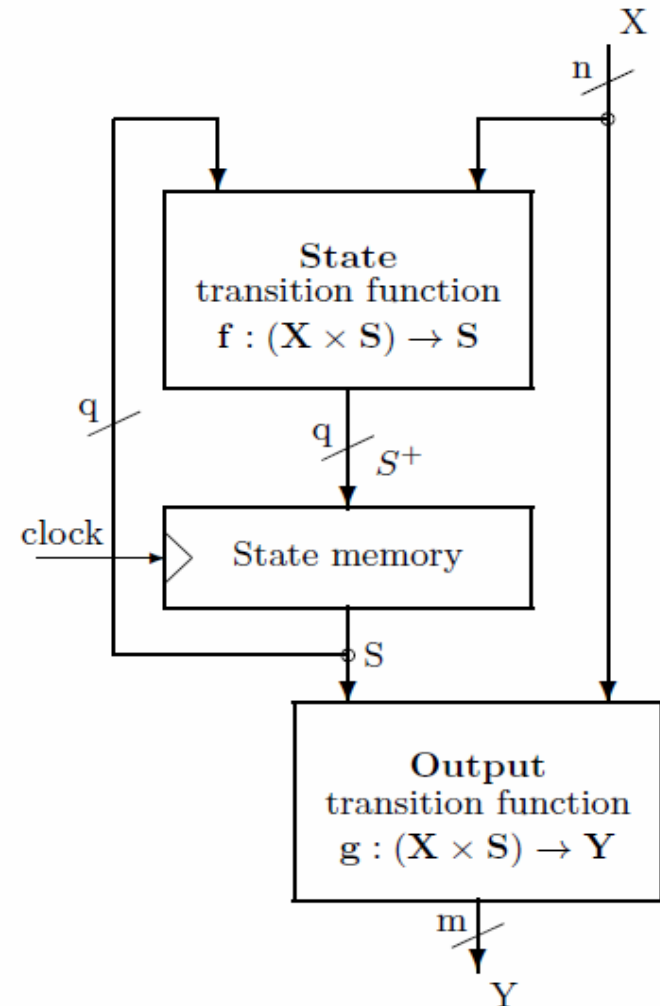 X
n
State
transition function
f : (X × S) → S
q
q
S⁺
clock
State memory
S
Output
transition function
g : (X × S) → Y
m
Y